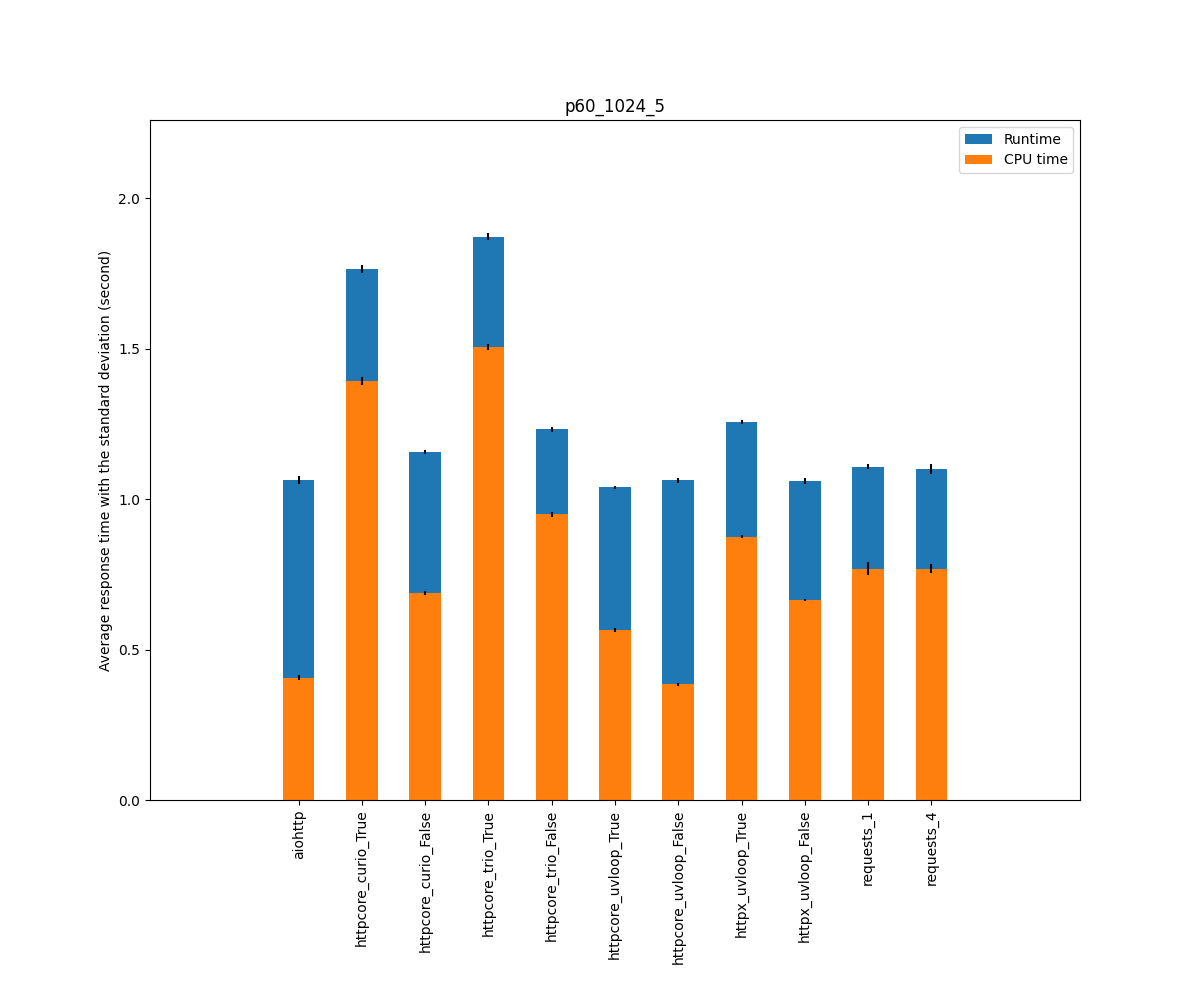 p60_1024_5
Runtime
CPU time
Average response time with the standard deviation (second)
2.0
1.5
1.0
0.5
0.0
aiohttp
httpcore_curio_True
httpcore_curio_False
httpcore_trio_True
httpcore_trio_False
httpcore_uvloop_True
httpcore_uvloop_False
httpx_uvloop_True
httpx_uvloop_False
requests_1
requests_4